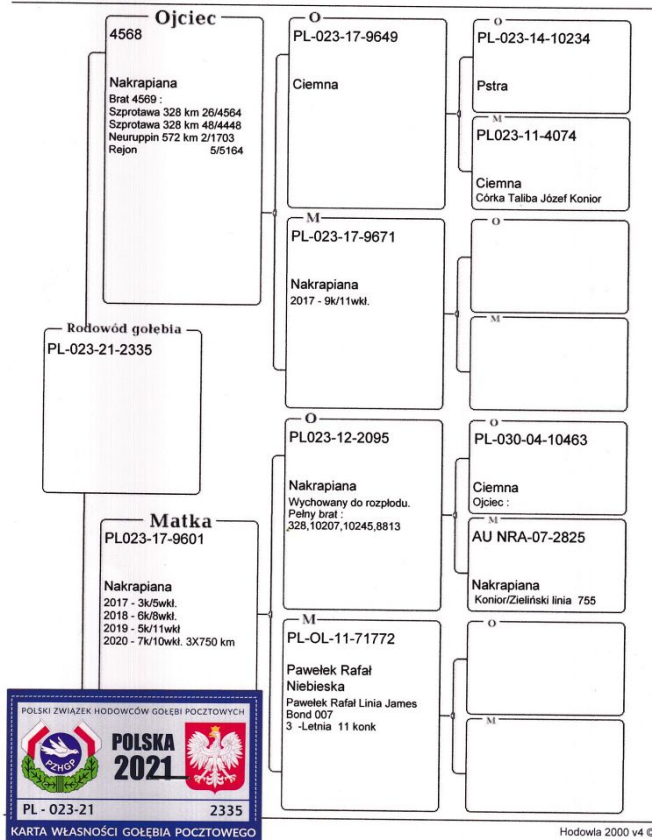 Ojciec
4568
Nakrapiana
Brat 4569 :
Szprotawa 328 km 26/4564
Szprotawa 328 km 48/4448
Neuruppin 572 km 2/1703
Rejon 5/5164
O
PL-023-17-9649
Ciemna
O
PL-023-14-10234
Pstra
M
PL023-11-4074
Ciemna
Córka Taliba Józef Konior
M
PL-023-17-9671
Nakrapiana
2017 - 9k/11wkł.
O
M
Rodowód gołębia
PL-023-21-2335
Matka
PL023-17-9601
Nakrapiana
2017 - 3k/5wkł.
2018 - 6k/8wkł.
2019 - 5k/11wkł
2020 - 7k/10wkł. 3X750 km
O
PL023-12-2095
Nakrapiana
Wychowany do rozpłodu.
Pełny brat :
328,10207,10245,8813
O
PL-030-04-10463
Ciemna
Ojciec :
M
AU NRA-07-2825
Nakrapiana
Konior/Zieliński linia 755
M
PL-OL-11-71772
Pawełek Rafał
Niebieska
Pawełek Rafał Linia James
Bond 007
3 -Letnia 11 konk
O
M
POLSKI ZWIĄZEK HODOWCÓW GOŁĘBI POCZTOWYCH
PZHGP
POLSKA
2021
PL - 023-21 2335
KARTA WŁASNOŚCI GOŁĘBIA POCZTOWEGO
Hodowla 2000 v4 ©